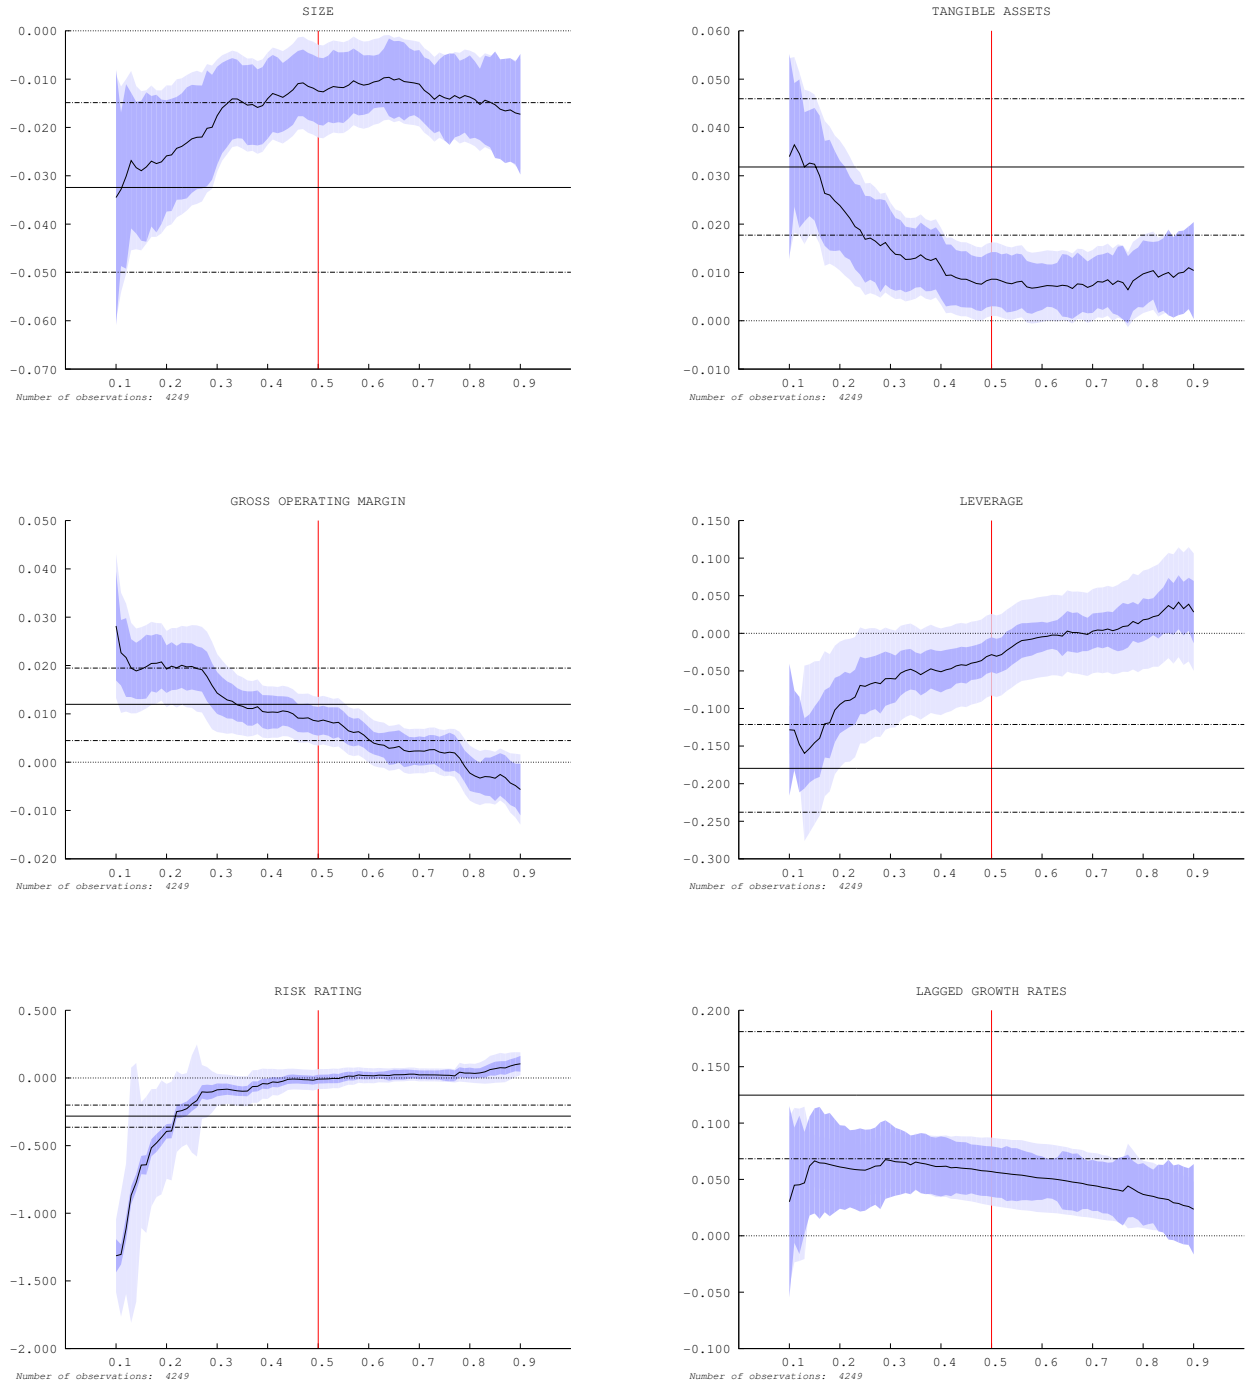 SIZE
0.000
-0.010
-0.020
-0.030
-0.040
-0.050
-0.060
-0.070
0.1 0.2 0.3 0.4 0.5 0.6 0.7 0.8 0.9
Number of observations: 4249
TANGIBLE ASSETS
0.060
0.050
0.040
0.030
0.020
0.010
0.000
-0.010
0.1 0.2 0.3 0.4 0.5 0.6 0.7 0.8 0.9
Number of observations: 4249
GROSS OPERATING MARGIN
0.050
0.040
0.030
0.020
0.010
0.000
-0.010
-0.020
0.1 0.2 0.3 0.4 0.5 0.6 0.7 0.8 0.9
Number of observations: 4249
LEVERAGE
0.150
0.100
0.050
0.000
-0.050
-0.100
-0.150
-0.200
-0.250
-0.300
0.1 0.2 0.3 0.4 0.5 0.6 0.7 0.8 0.9
Number of observations: 4249
RISK RATING
0.500
0.000
-0.500
-1.000
-1.500
-2.000
0.1 0.2 0.3 0.4 0.5 0.6 0.7 0.8 0.9
Number of observations: 4249
LAGGED GROWTH RATES
0.200
0.150
0.100
0.050
0.000
-0.050
-0.100
0.1 0.2 0.3 0.4 0.5 0.6 0.7 0.8 0.9
Number of observations: 4249